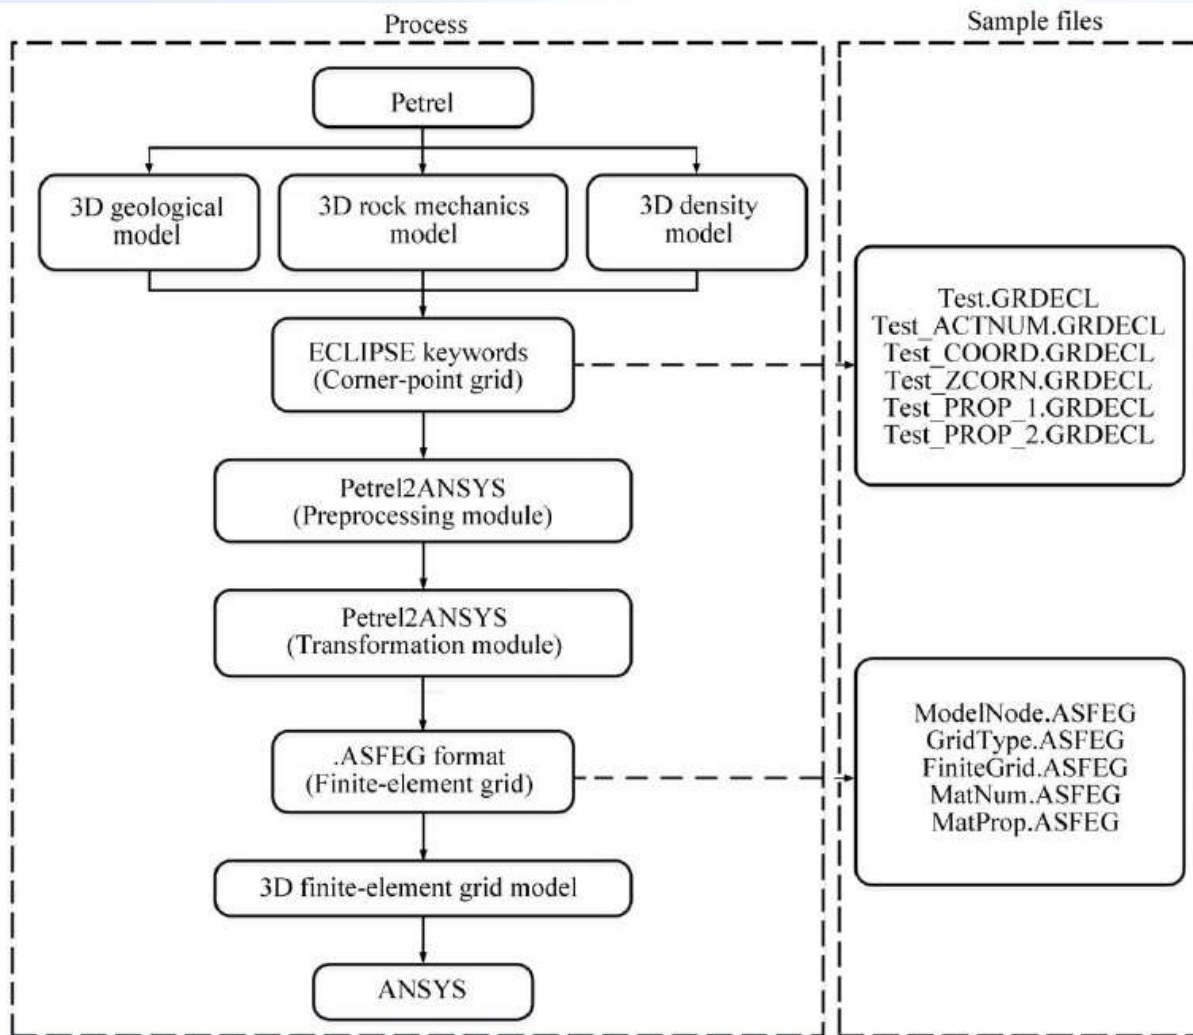 Process
Sample files
Petrel
3D geological
model
3D rock mechanics
model
3D density
model
ECLIPSE keywords
(Corner-point grid)
Test.GRDECL
Test_ACTNUM.GRDECL
Test_COORD.GRDECL
Test_ZCORN.GRDECL
Test_PROP_1.GRDECL
Test_PROP_2.GRDECL
Petrel2ANSYS
(Preprocessing module)
Petrel2ANSYS
(Transformation module)
.ASFEG format
(Finite-element grid)
ModelNode.ASFEG
GridType.ASFEG
FiniteGrid.ASFEG
MatNum.ASFEG
MatProp.ASFEG
3D finite-element grid model
ANSYS